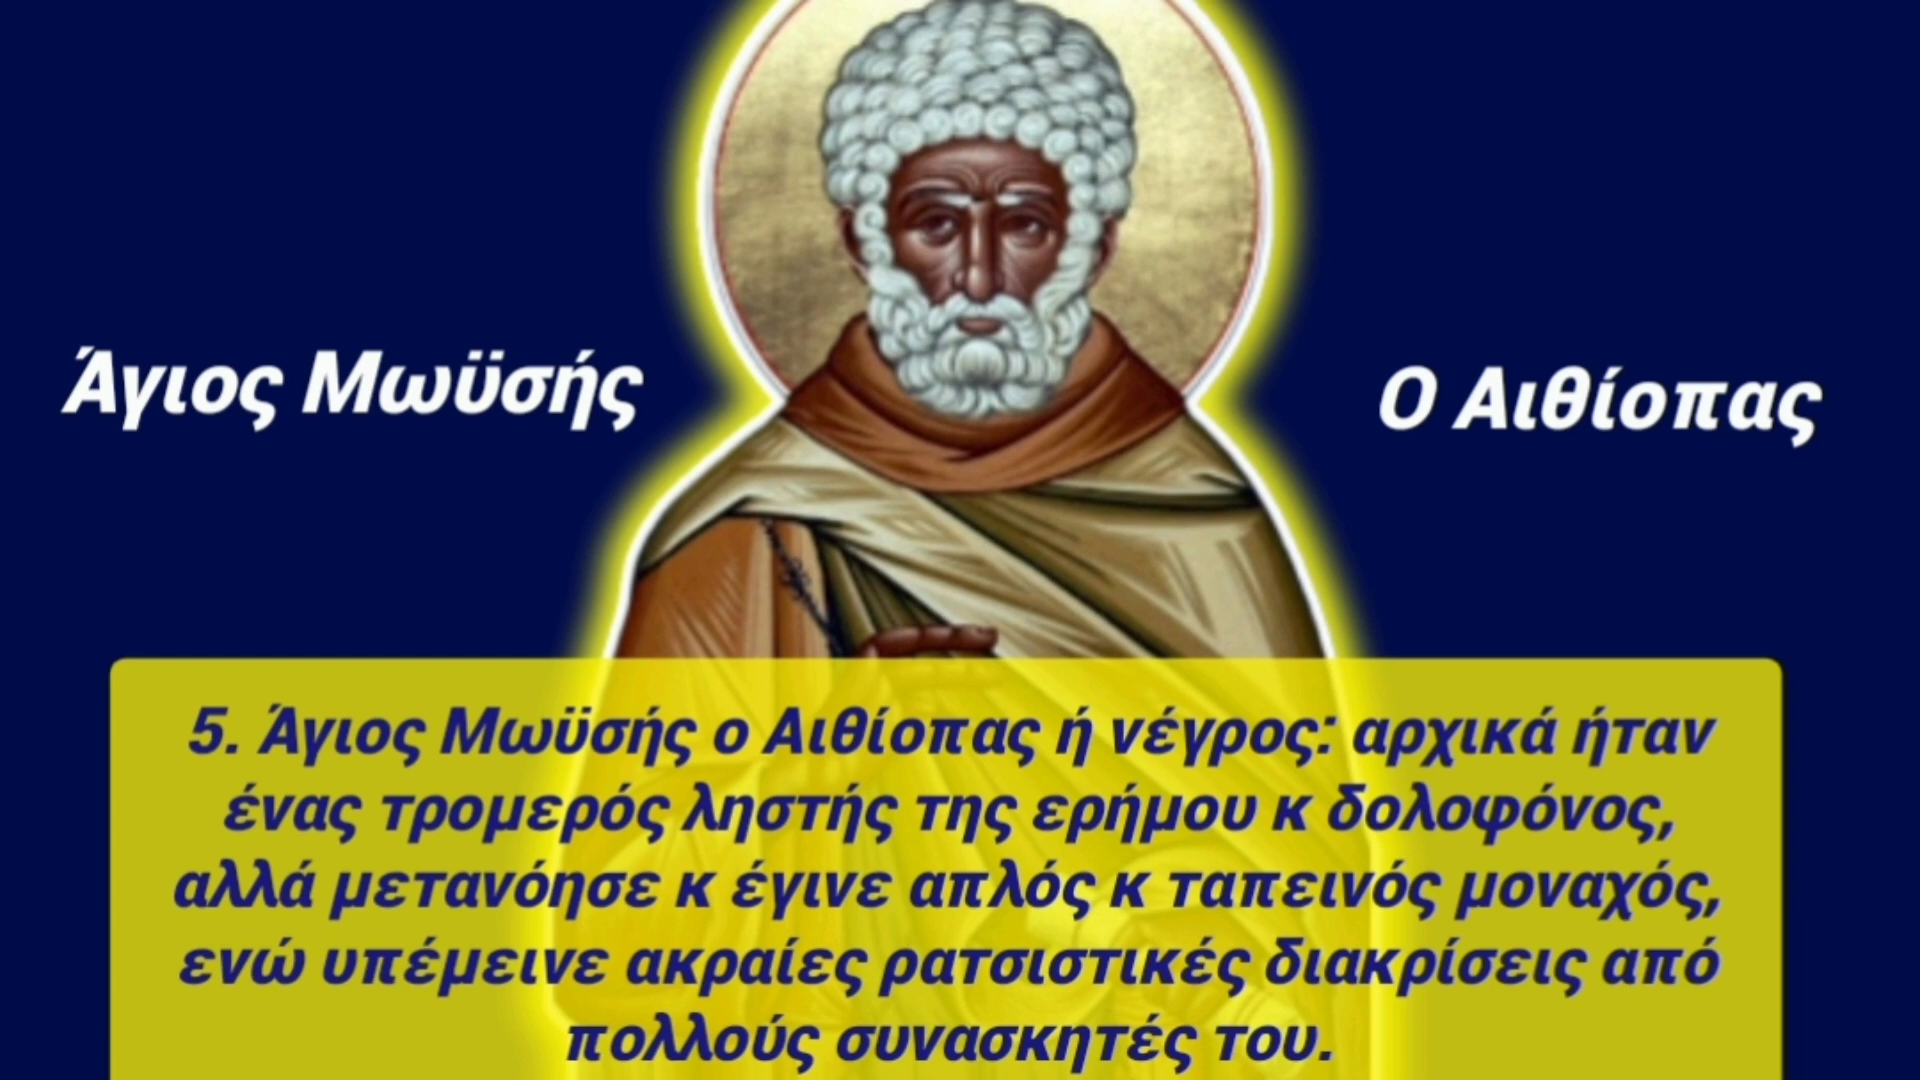 Άγιος Μωϋσής
Ο Αιθίοπας
5. Άγιος Μωϋσής ο Αιθίοπας ή νέγρος: αρχικά ήταν
ένας τρομερός ληστής της ερήμου κ δολοφόνος,
αλλά μετανόησε κ έγινε απλός κ ταπεινός μοναχός,
ενώ υπέμεινε ακραίες ρατσιστικές διακρίσεις από
πολλούς συνασκητές του.